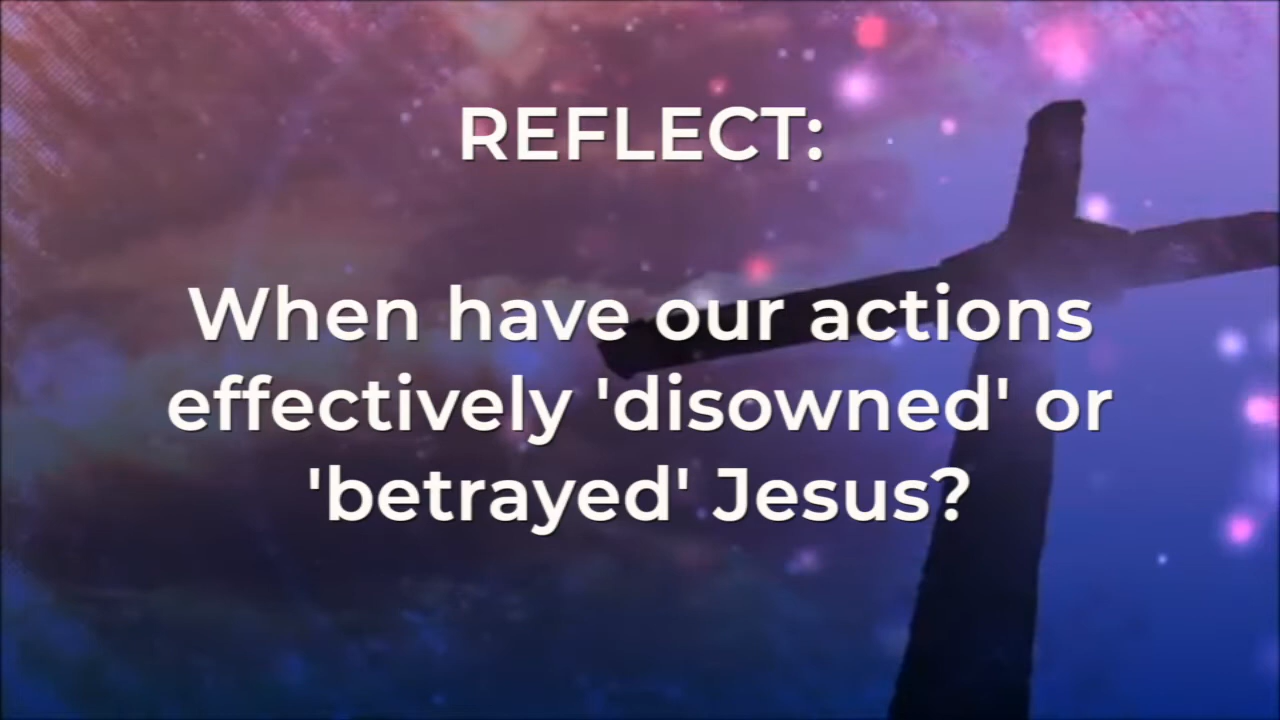 REFLECT:
When have our actions
effectively 'disowned' or
'betrayed' Jesus?